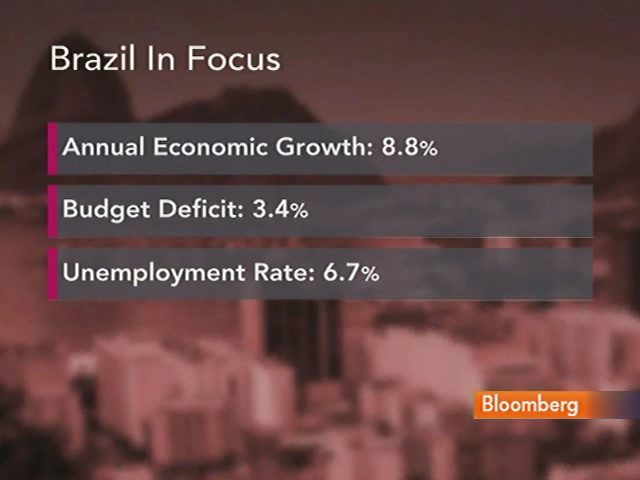 Brazil In Focus
Annual Economic Growth: 8.8%
Budget Deficit: 3.4%
Unemployment Rate: 6.7%
Bloomberg